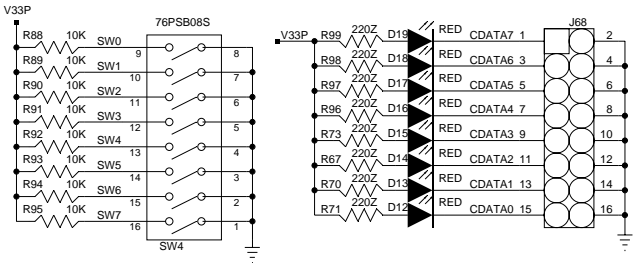 V33P
76PSB08S
R88 10K SW0 9 8
R89 10K SW1 10 7
R90 10K SW2 11 6
R91 10K SW3 12 5
R92 10K SW4 13 4
R93 10K SW5 14 3
R94 10K SW6 15 2
R95 10K SW7 16 1
SW4
V33P
J68
R99 220Z D19 RED CDATA7 1 2
R98 220Z D18 RED CDATA6 3 4
R97 220Z D17 RED CDATA5 5 6
R96 220Z D16 RED CDATA4 7 8
R73 220Z D15 RED CDATA3 9 10
R67 220Z D14 RED CDATA2 11 12
R70 220Z D13 RED CDATA1 13 14
R71 220Z D12 RED CDATA0 15 16